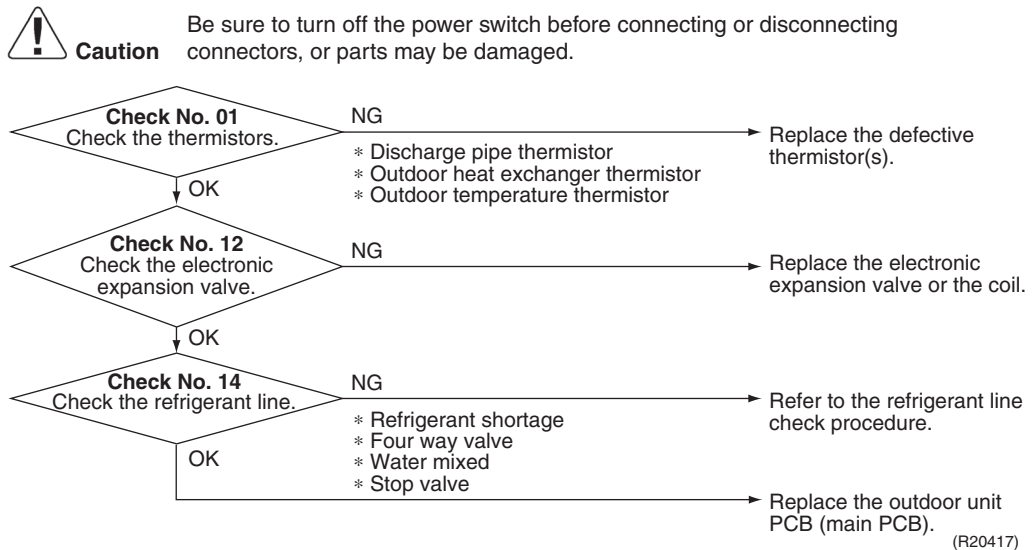 Be sure to turn off the power switch before connecting or disconnecting
Caution connectors, or parts may be damaged.
Check No. 01
Check the thermistors.
NG
∗ Discharge pipe thermistor
∗ Outdoor heat exchanger thermistor
∗ Outdoor temperature thermistor
Replace the defective
thermistor(s).
OK
Check No. 12
Check the electronic
expansion valve.
NG
Replace the electronic
expansion valve or the coil.
OK
Check No. 14
Check the refrigerant line.
NG
∗ Refrigerant shortage
∗ Four way valve
∗ Water mixed
∗ Stop valve
Refer to the refrigerant line
check procedure.
OK
Replace the outdoor unit
PCB (main PCB).
(R20417)